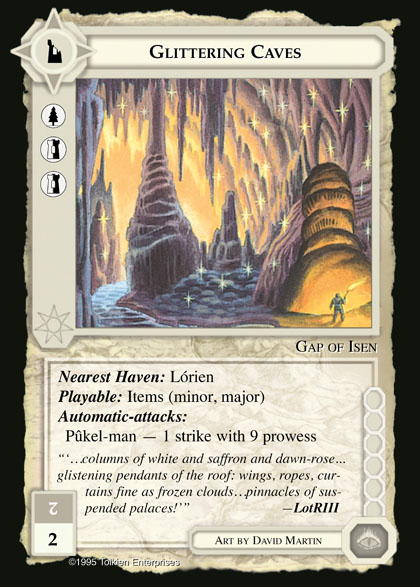 GLITTERING CAVES
GAP OF ISEN
Nearest Haven: Lórien
Playable: Items (minor, major)
Automatic-attacks:
Pûkel-man — 1 strike with 9 prowess
“‘…columns of white and saffron and dawn-rose…
glistening pendants of the roof: wings, ropes, cur-
tains fine as frozen clouds…pinnacles of sus-
pended palaces!’” —LotRIII
2
2
ART BY DAVID MARTIN
©1995 Tolkien Enterprises